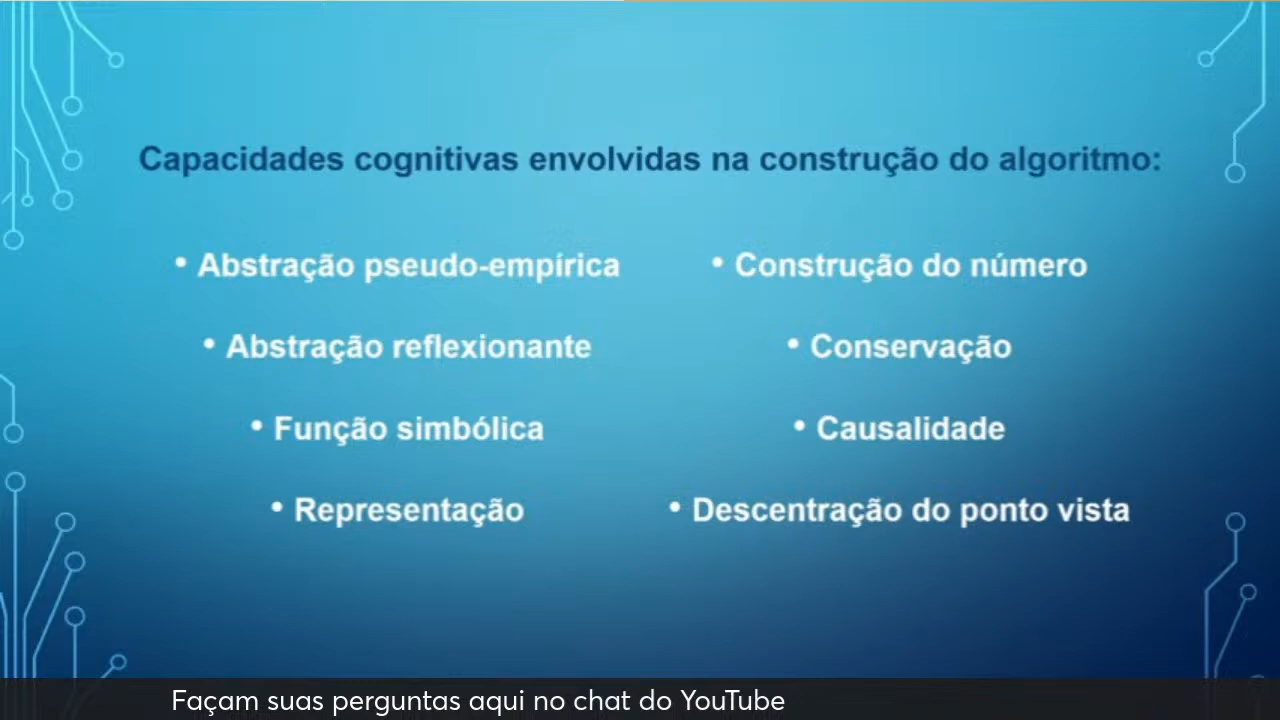 Capacidades cognitivas envolvidas na construção do algoritmo:
• Abstração pseudo-empírica
• Abstração reflexionante
• Função simbólica
• Representação
• Construção do número
• Conservação
• Causalidade
• Descentração do ponto vista
Façam suas perguntas aqui no chat do YouTube